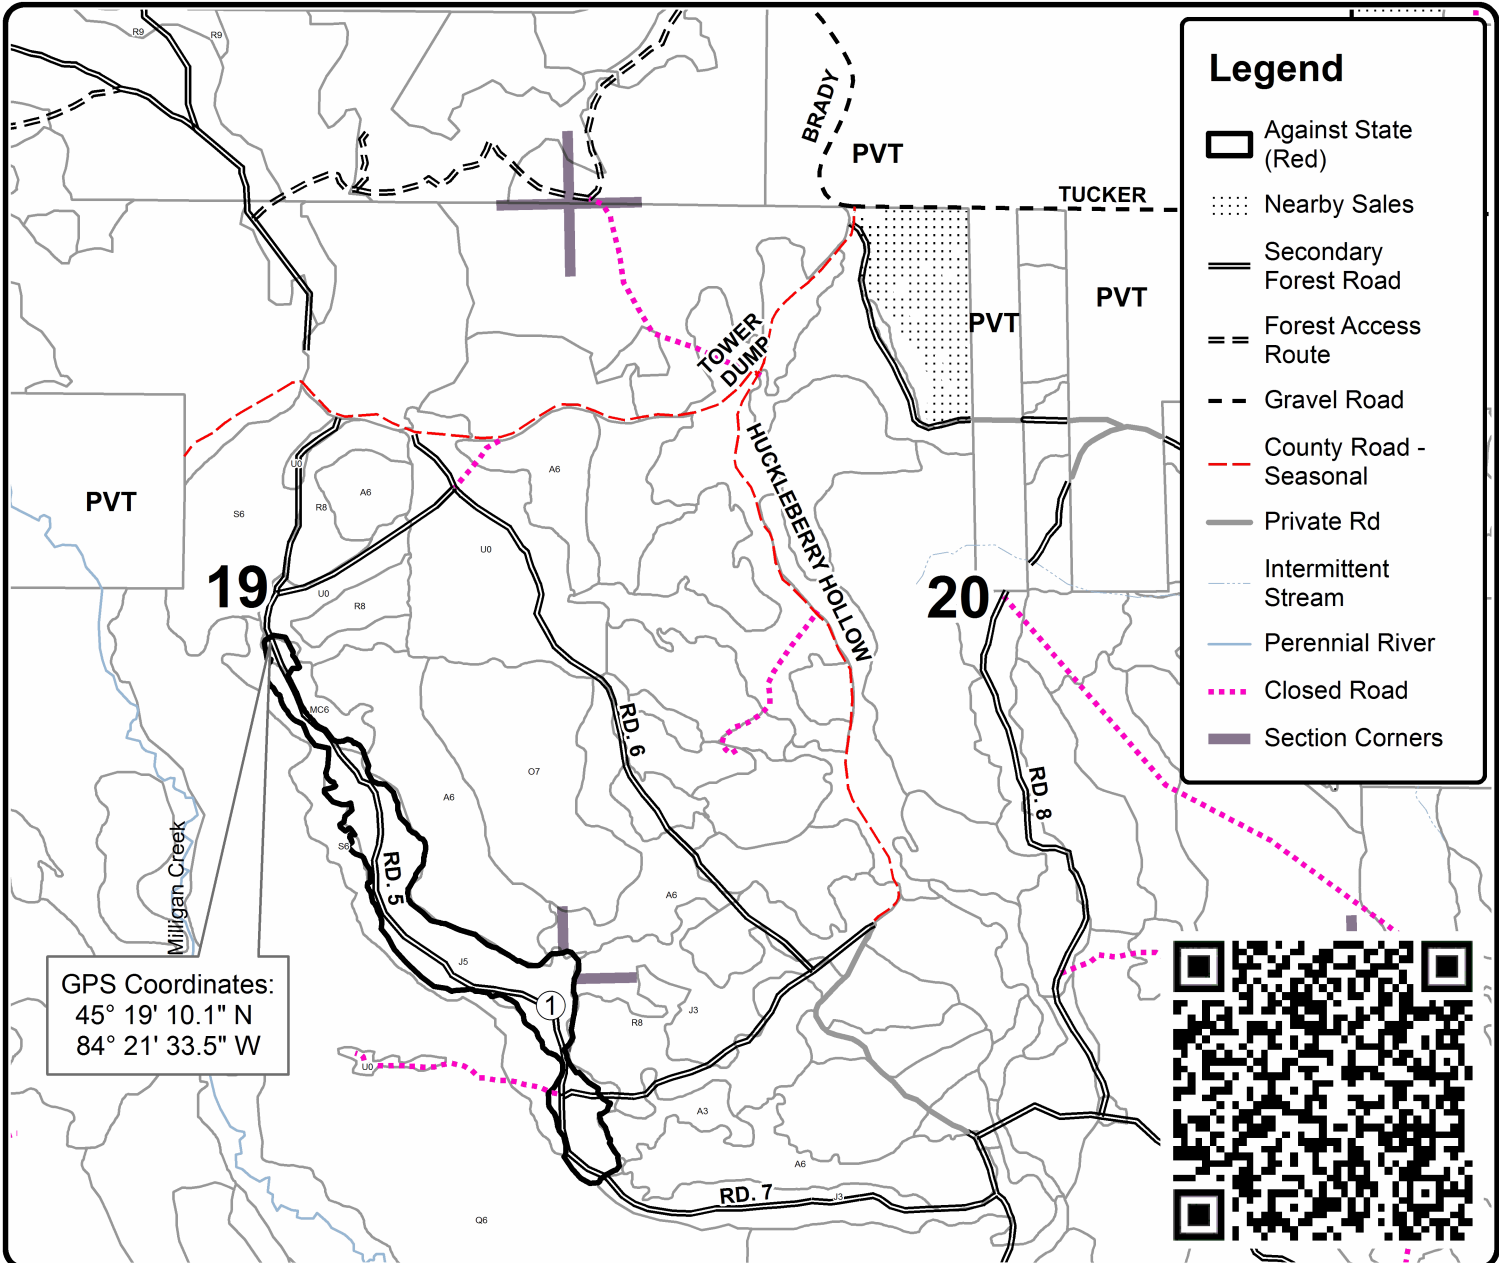 R9
R9
BRADY
PVT
TUCKER
PVT
PVT
TOWER
DUMP
HUCKLEBERRY HOLLOW
PVT
U0
A6
R8
S6
A6
U0
19
U0
R8
20
MC6
RD. 6
O7
A6
RD. 8
S6
RD. 5
Milligan Creek
A6
J5
1
J3
R8
GPS Coordinates:
45° 19' 10.1" N
84° 21' 33.5" W
U0
A3
A6
RD. 7
J3
Q6
Legend
Against State
(Red)
Nearby Sales
Secondary
Forest Road
Forest Access
Route
Gravel Road
County Road -
Seasonal
Private Rd
Intermittent
Stream
Perennial River
Closed Road
Section Corners